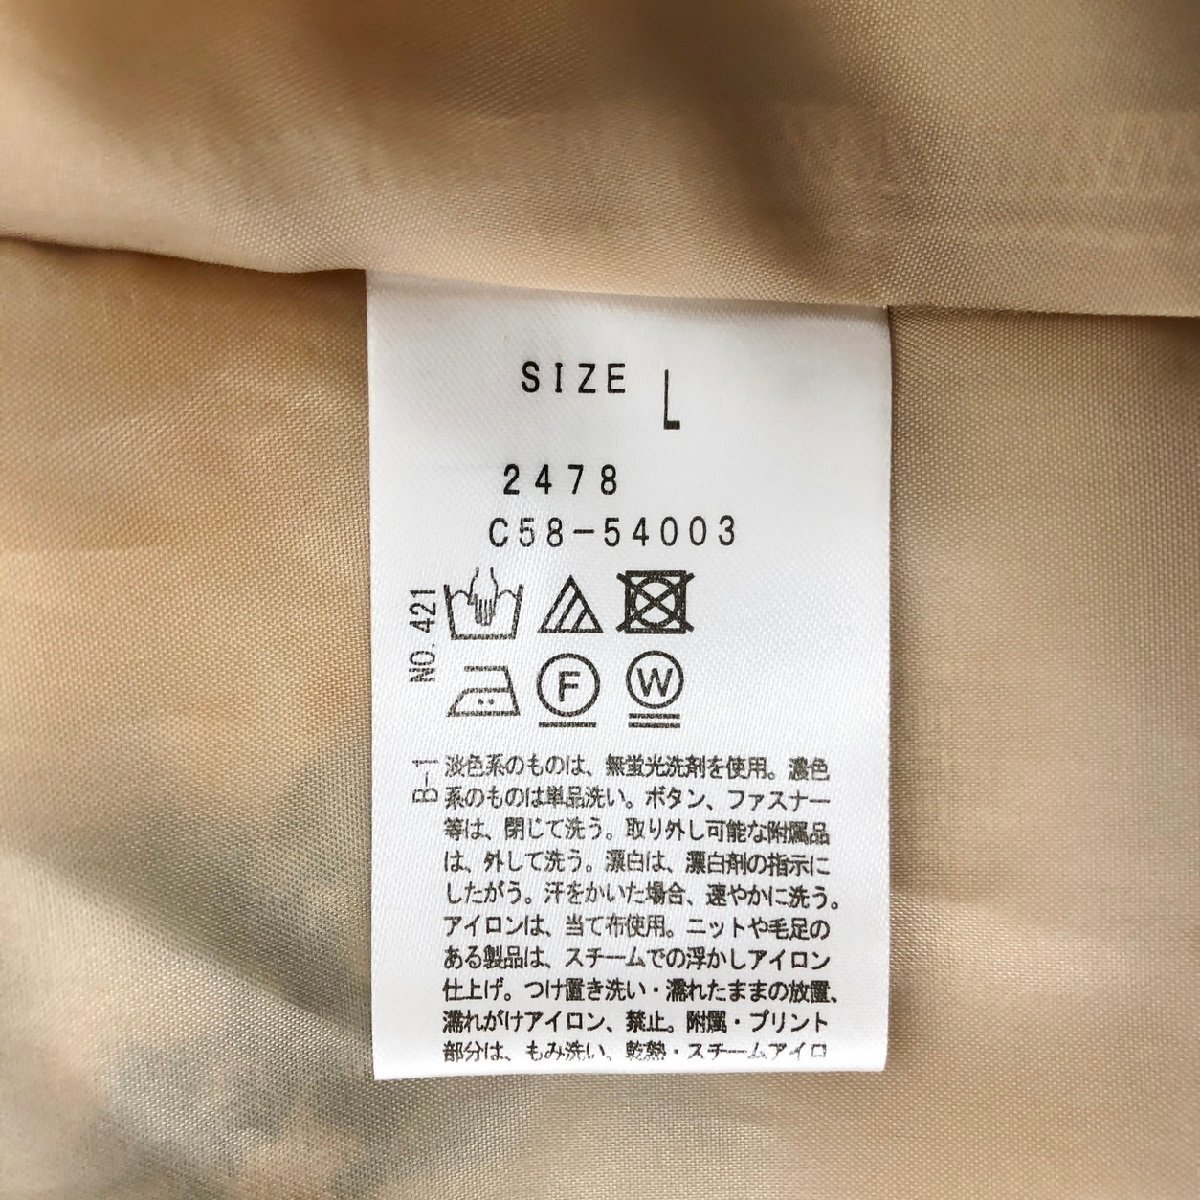 SIZE L
2478
C58-54003
NO. 421
F
W
B-1
淡色系のものは、無蛍光洗剤を使用。濃色
系のものは単品洗い。ボタン、ファスナー
等は、閉じて洗う。取り外し可能な附属品
は、外して洗う。漂白は、漂白剤の指示に
したがう。汗をかいた場合、速やかに洗う。
アイロンは、当て布使用。ニットや毛足の
ある製品は、スチームでの浮かしアイロン
仕上げ。つけ置き洗い・濡れたままの放置、
濡れがけアイロン、禁止。附属・プリント
部分は、もみ洗い、乾熱・スチームアイロ